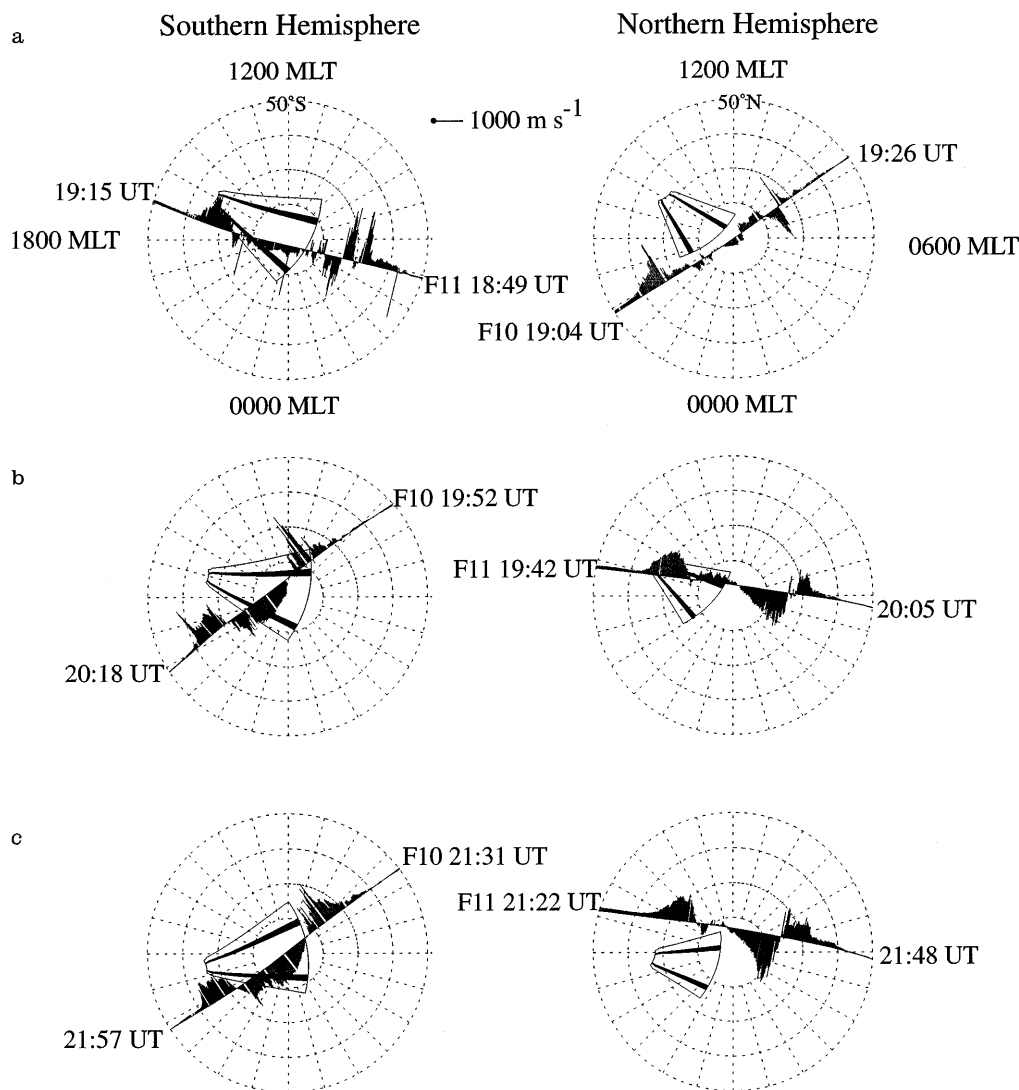 a
Southern Hemisphere
Northern Hemisphere
1200 MLT
1200 MLT
50°S
50°N
1000 m s-1
19:15 UT
19:26 UT
1800 MLT
0600 MLT
F11 18:49 UT
F10 19:04 UT
0000 MLT
0000 MLT
b
F10 19:52 UT
F11 19:42 UT
20:05 UT
20:18 UT
c
F10 21:31 UT
F11 21:22 UT
21:48 UT
21:57 UT